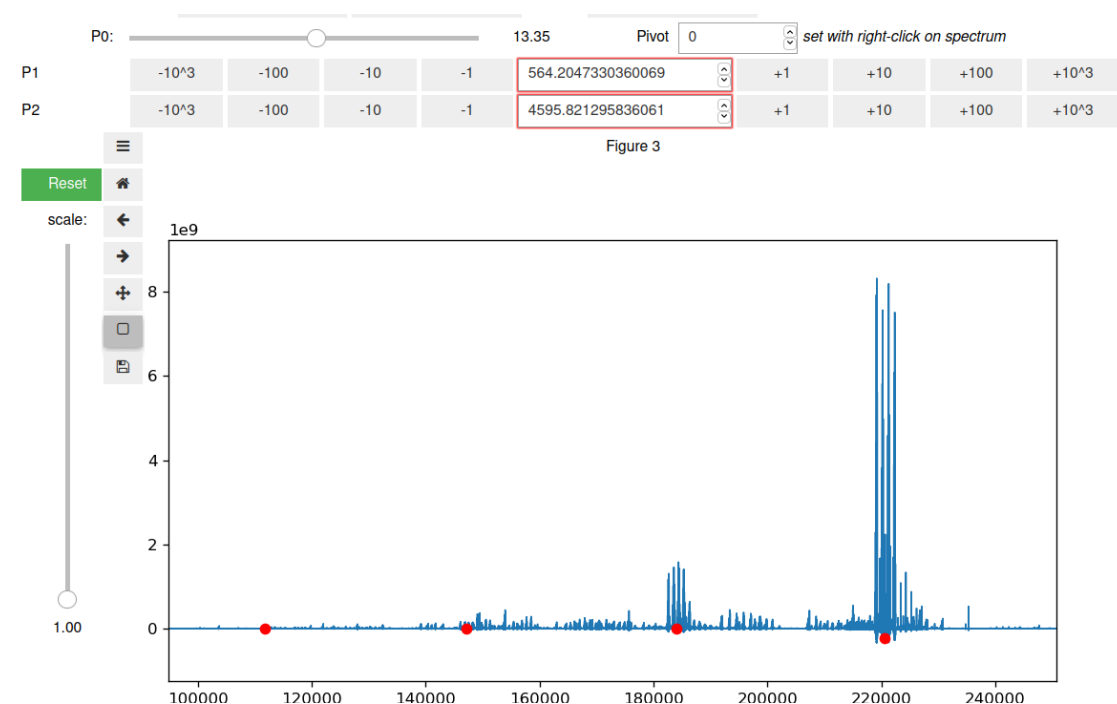 P0: 13.35 Pivot 0 set with right-click on spectrum
P1 -10^3 -100 -10 -1 564.2047330360069 +1 +10 +100 +10^3
P2 -10^3 -100 -10 -1 4595.821295836061 +1 +10 +100 +10^3
Figure 3
Reset
scale:
1e9
8
6
4
2
1.00
0
100000 120000 140000 160000 180000 200000 220000 240000